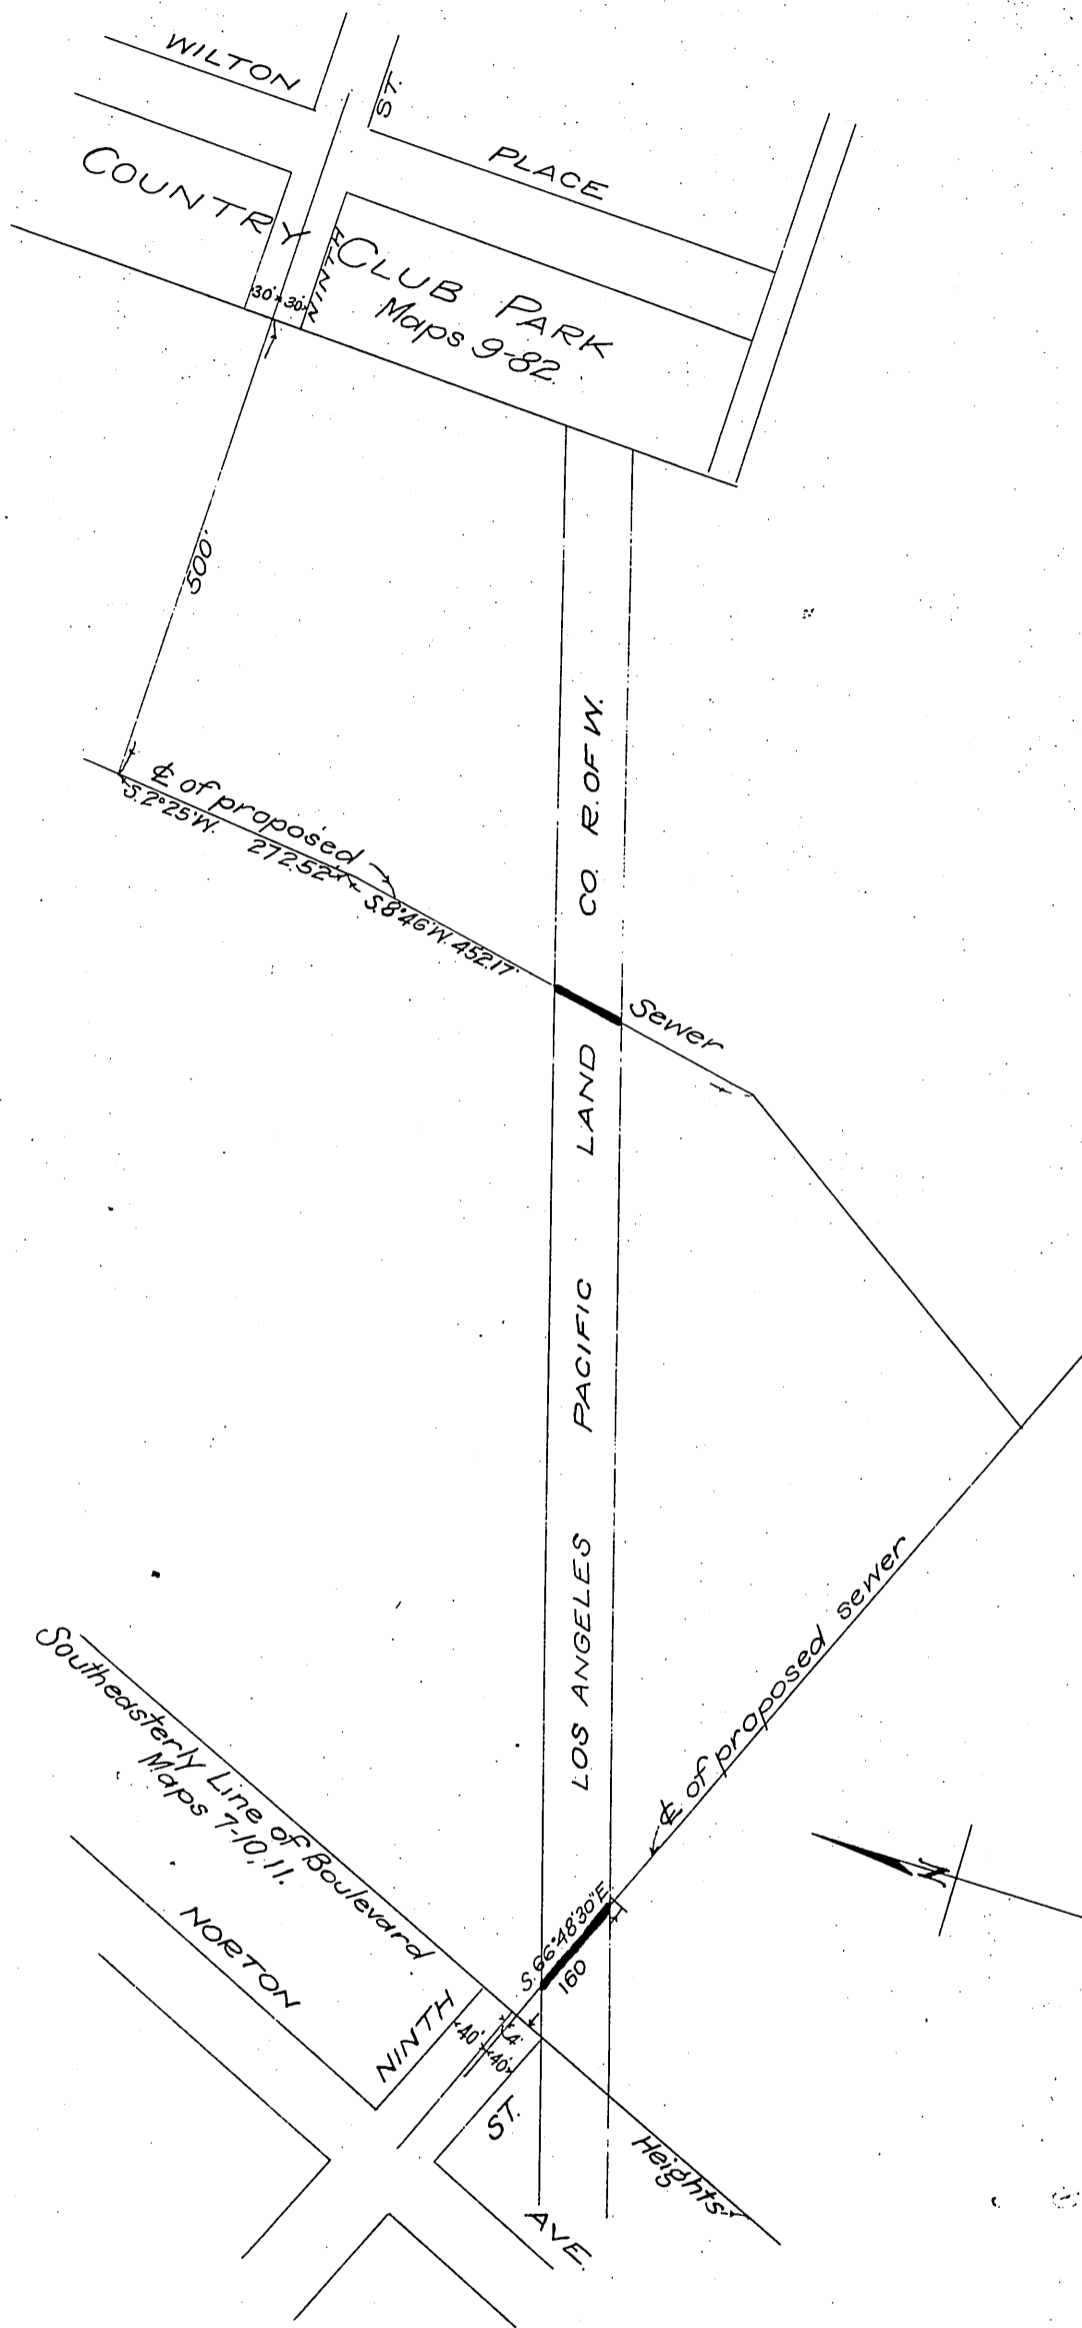 WILTON
ST.
PLACE
COUNTRY CLUB PARK
Maps 9-82.
30' 30'
NINTH
500'
℄ of proposed
S.2°25'W. 272.52'
S.8°46'W. 452.17'
Sewer
LOS ANGELES PACIFIC LAND CO. R. OF W.
℄ of proposed sewer
Southeasterly Line of Boulevard
Heights
Maps 7-10,11.
N
NORTON
AVE.
NINTH
ST.
S.66°48'30"E.
160
40' 4'
40'